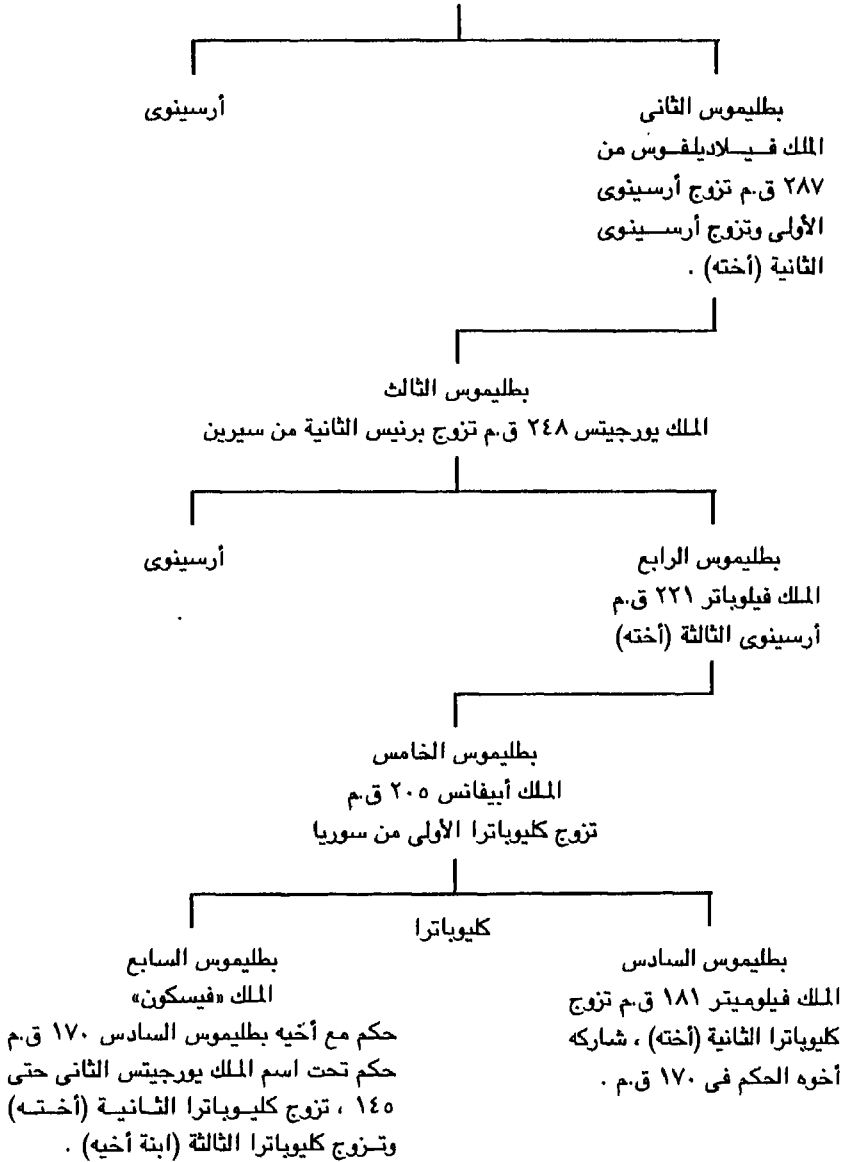 بطليموس الثانى
الملك فيلاديلفوس من
٢٨٧ ق.م تزوج أرسينوى
الأولى وتزوج أرسينوى
الثانية (أخته) .
أرسينوى
بطليموس الثالث
الملك يورجيتس ٢٤٨ ق.م تزوج برنيس الثانية من سيرين
بطليموس الرابع
الملك فيلوباتر ٢٢١ ق.م
أرسينوى الثالثة (أخته)
أرسينوى
بطليموس الخامس
الملك أبيفانس ٢٠٥ ق.م
تزوج كليوباترا الأولى من سوريا
كليوباترا
بطليموس السادس
الملك فيلوميتر ١٨١ ق.م تزوج
كليوباترا الثانية (أخته) ، شاركه
أخوه الحكم فى ١٧٠ ق.م .
بطليموس السابع
الملك «فيسكون»
حكم مع أخيه بطليموس السادس ١٧٠ ق.م
حكم تحت اسم الملك يورجيتس الثانى حتى
١٤٥ ، تزوج كليوباترا الثانية (أخته)
وتزوج كليوباترا الثالثة (ابنة أخيه) .